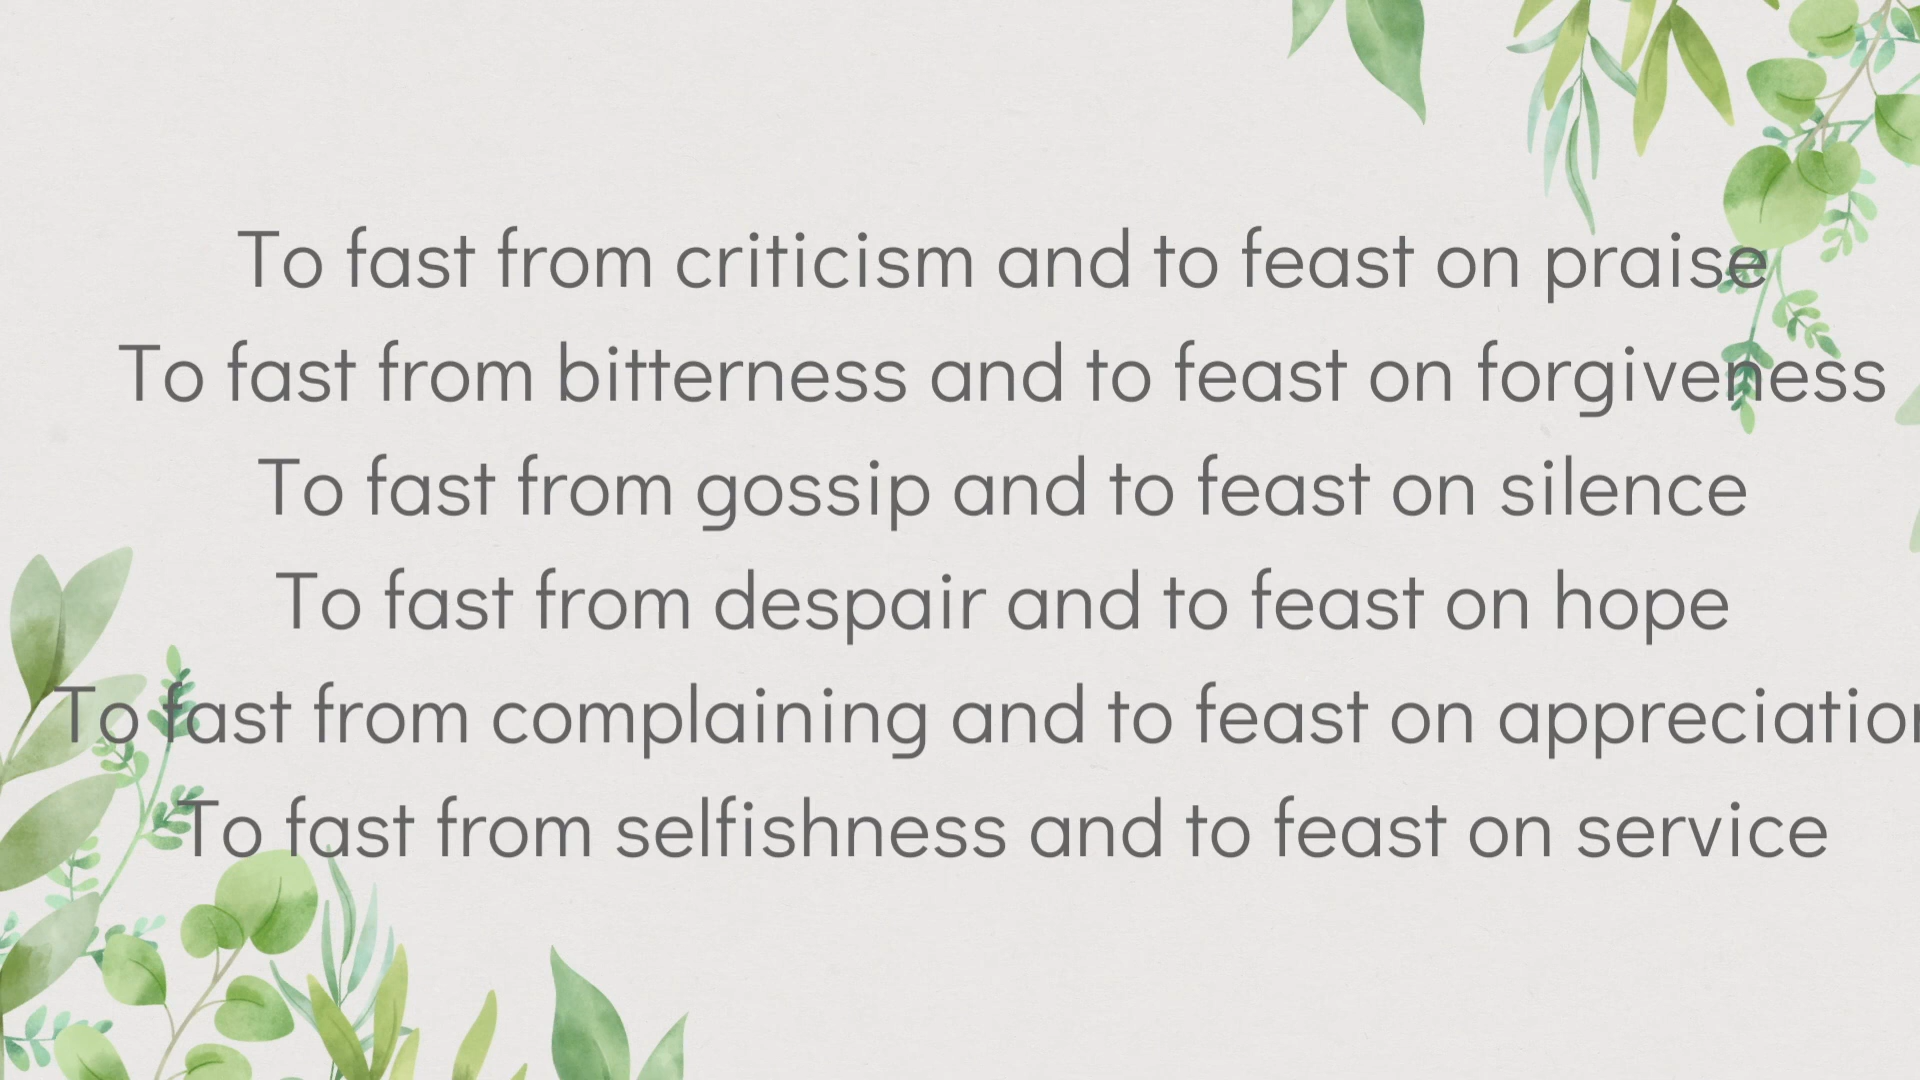 To fast from criticism and to feast on praise
To fast from bitterness and to feast on forgiveness
To fast from gossip and to feast on silence
To fast from despair and to feast on hope
To fast from complaining and to feast on appreciation
To fast from selfishness and to feast on service